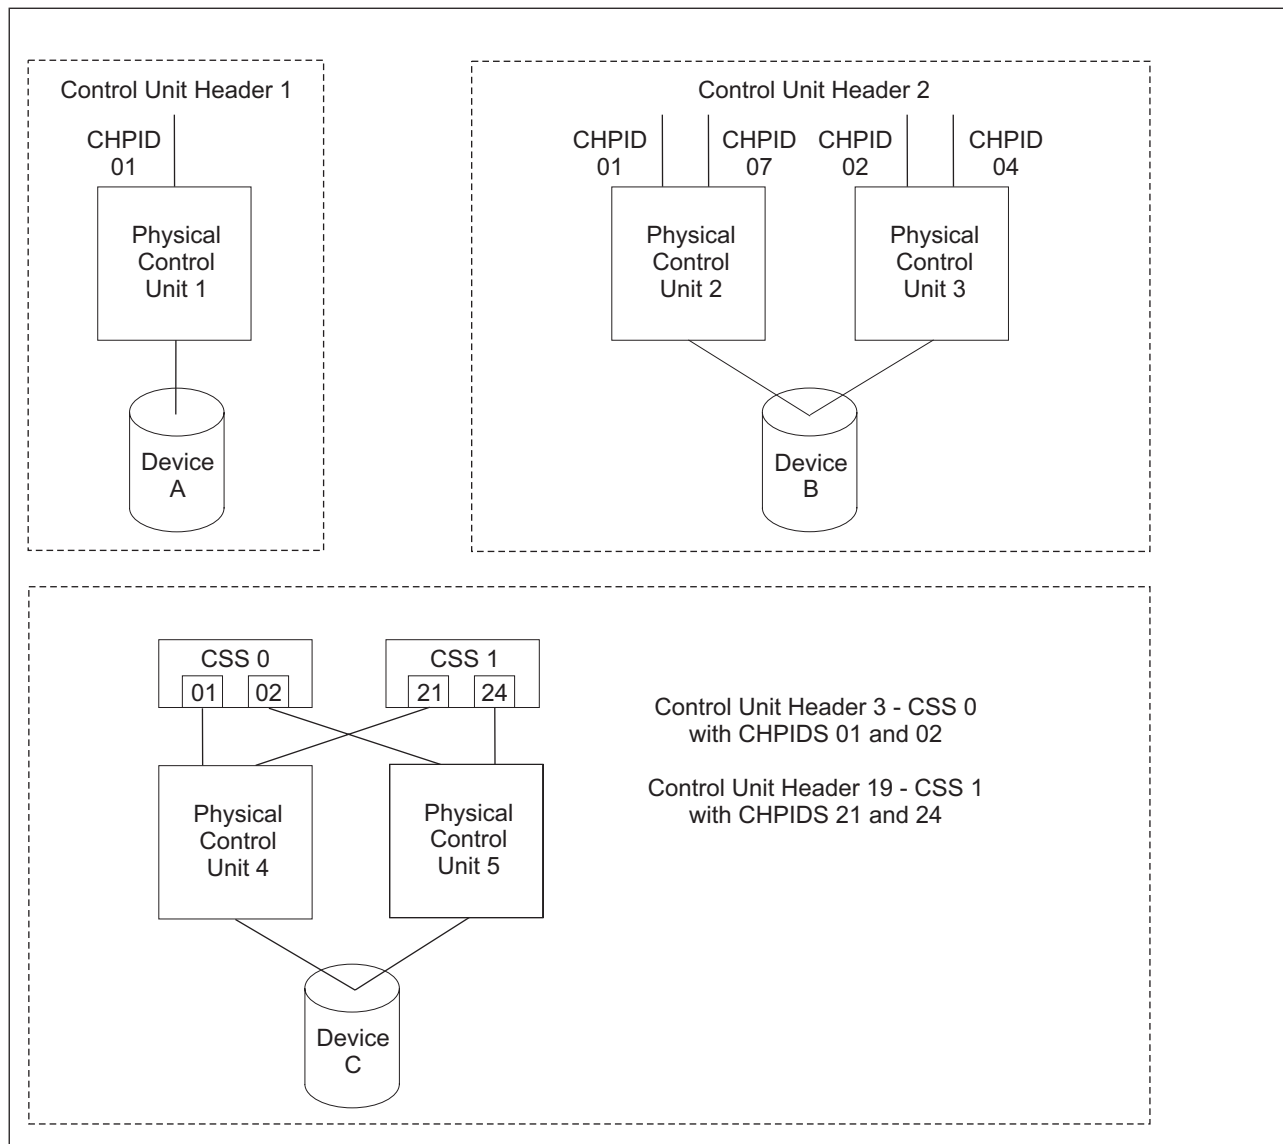 Control Unit Header 1
CHPID
01
Physical
Control
Unit 1
Device
A
Control Unit Header 2
CHPID
01
CHPID
07
CHPID
02
CHPID
04
Physical
Control
Unit 2
Physical
Control
Unit 3
Device
B
CSS 0
01 02
CSS 1
21 24
Physical
Control
Unit 4
Physical
Control
Unit 5
Device
C
Control Unit Header 3 - CSS 0
with CHPIDS 01 and 02
Control Unit Header 19 - CSS 1
with CHPIDS 21 and 24